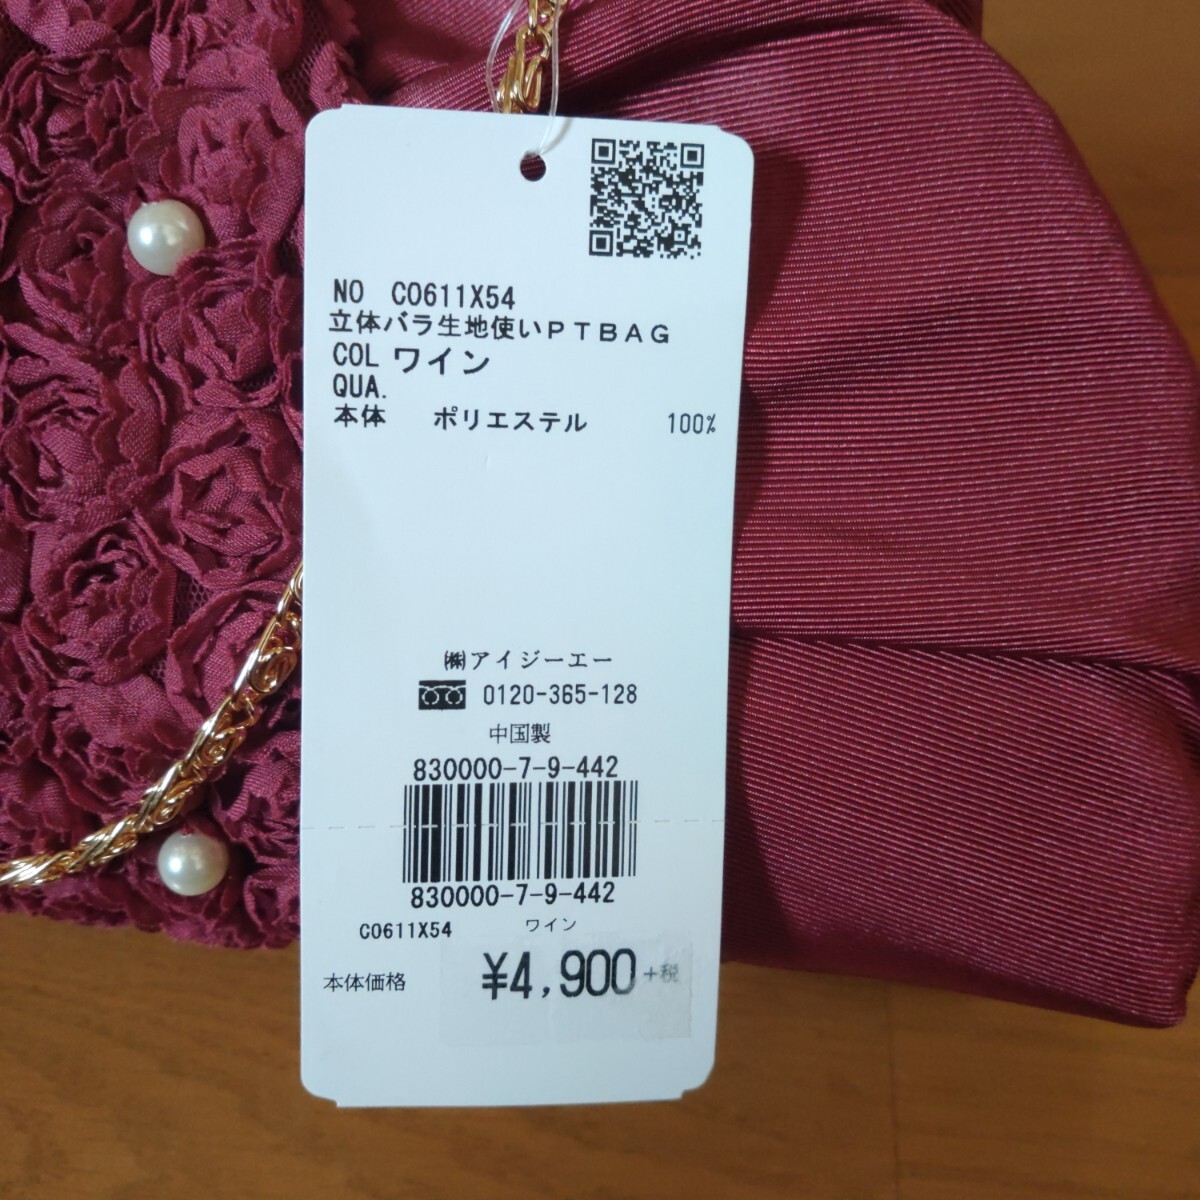 NO CO611X54
立体バラ生地使いPTBAG
COL ワイン
QUA.
本体 ポリエステル 100%
㈱アイジーエー
0120-365-128
中国製
830000-7-9-442
830000-7-9-442
CO611X54 ワイン
本体価格 ¥4,900+税